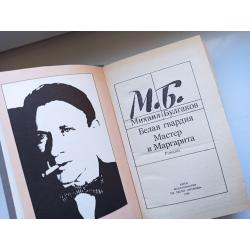 М.Б.
Михаил Булгаков
Белая гвардия
Мастер
и Маргарита
Романы